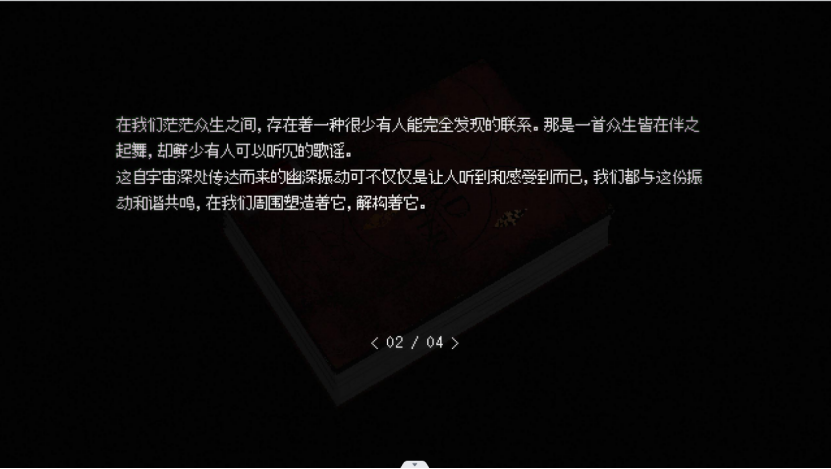 在我们茫茫众生之间，存在着一种很少有人能完全发现的联系。那是一首众生皆在伴之
起舞，却鲜少有人可以听见的歌谣。
这自宇宙深处传达而来的幽深振动可不仅仅是让人听到和感受到而已，我们都与这份振
动和谐共鸣，在我们周围塑造着它，解构着它。
< 02 / 04 >